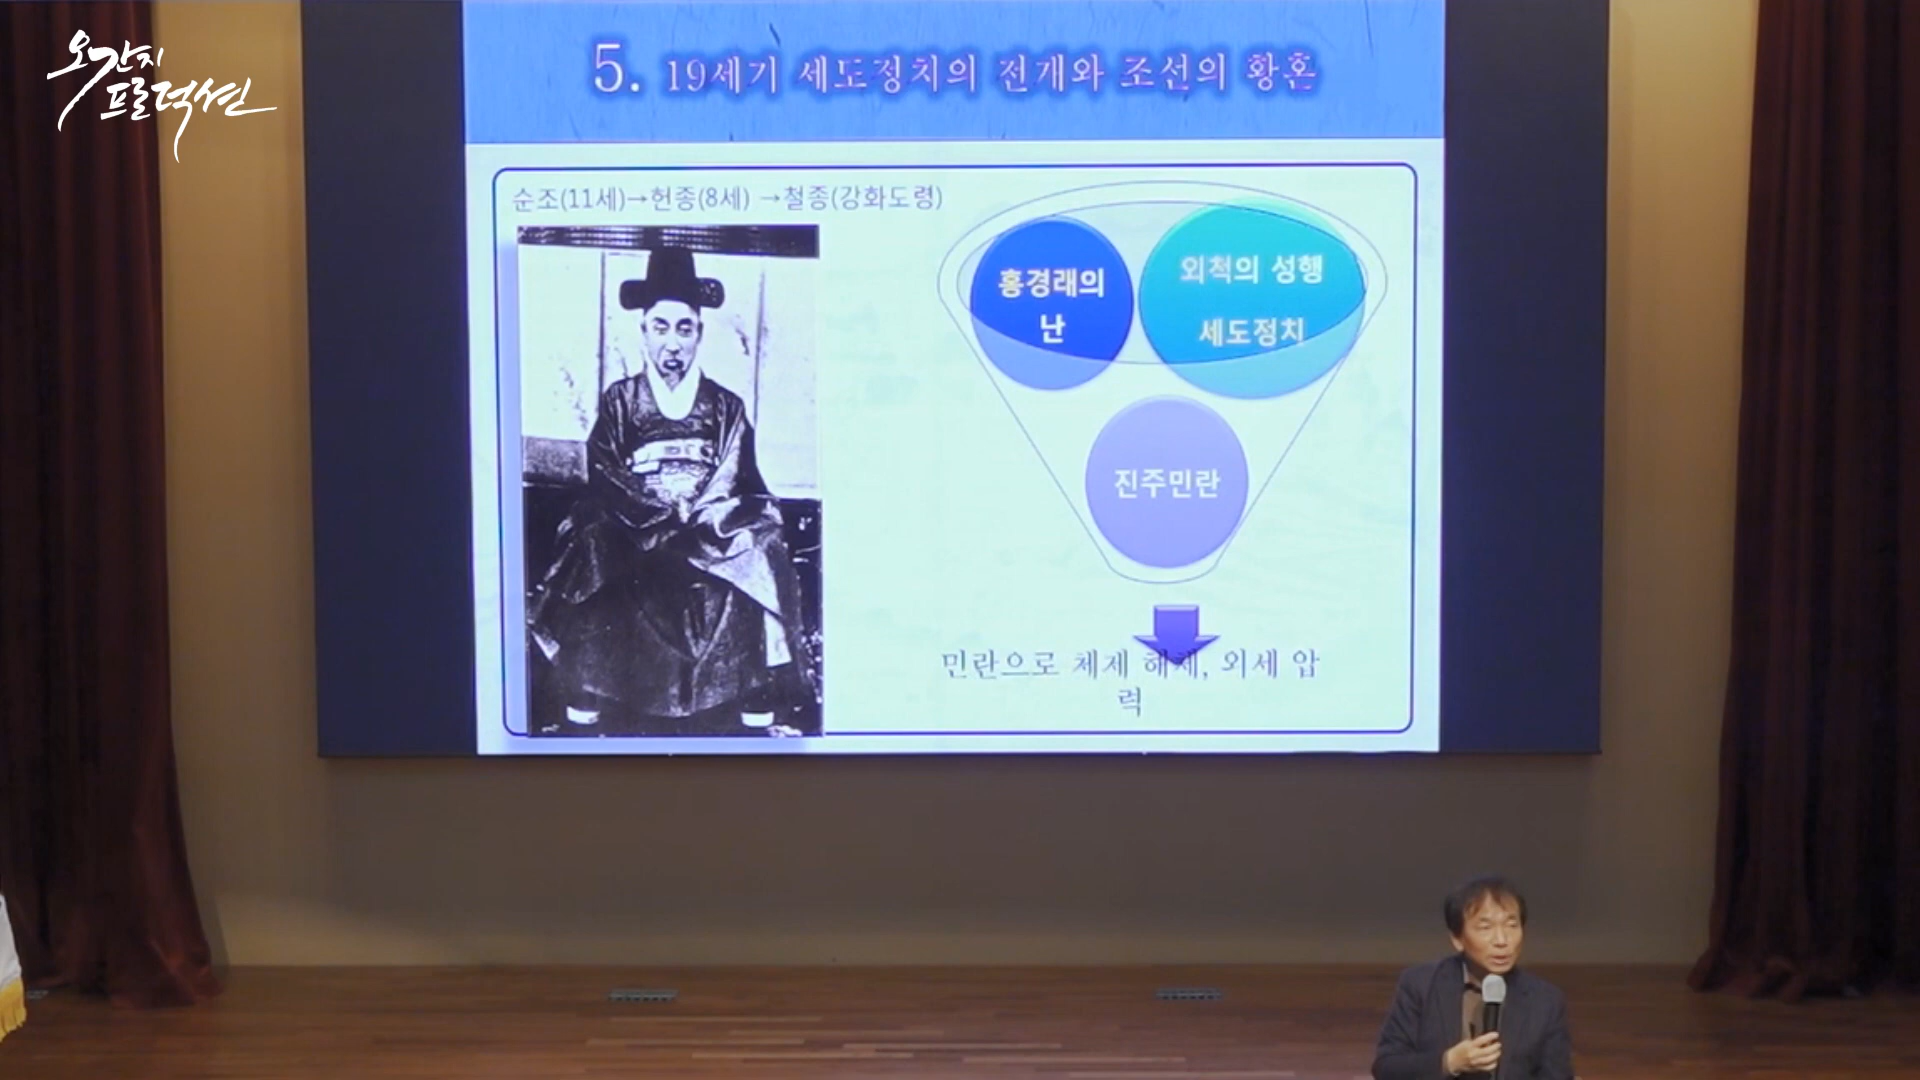 오간지
프로덕션
5. 19세기 세도정치의 전개와 조선의 황혼
순조(11세)→헌종(8세) →철종(강화도령)
홍경래의
난
외척의 성행
세도정치
진주민란
민란으로 체제 해체, 외세 압
력